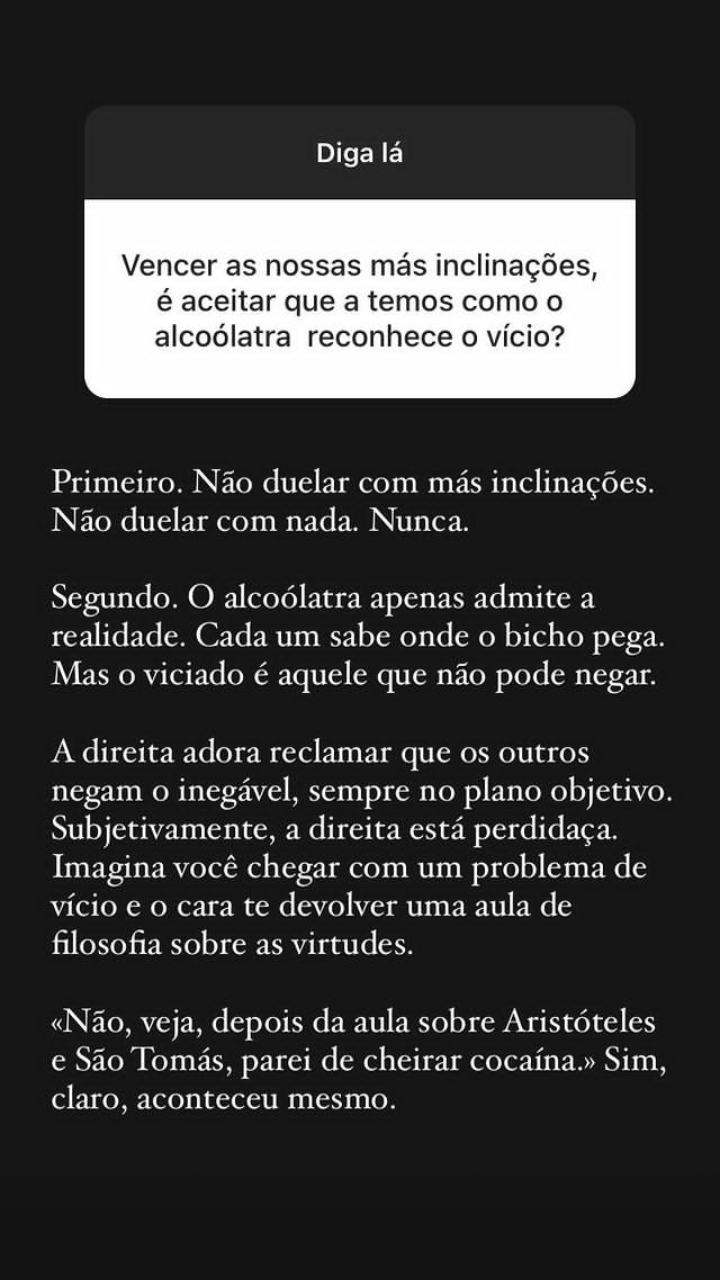 Diga lá
Vencer as nossas más inclinações,
é aceitar que a temos como o
alcoólatra  reconhece o vício?
Primeiro. Não duelar com más inclinações.
Não duelar com nada. Nunca.
Segundo. O alcoólatra apenas admite a
realidade. Cada um sabe onde o bicho pega.
Mas o viciado é aquele que não pode negar.
A direita adora reclamar que os outros
negam o inegável, sempre no plano objetivo.
Subjetivamente, a direita está perdidaça.
Imagina você chegar com um problema de
vício e o cara te devolver uma aula de
filosofia sobre as virtudes.
«Não, veja, depois da aula sobre Aristóteles
e São Tomás, parei de cheirar cocaína.» Sim,
claro, aconteceu mesmo.